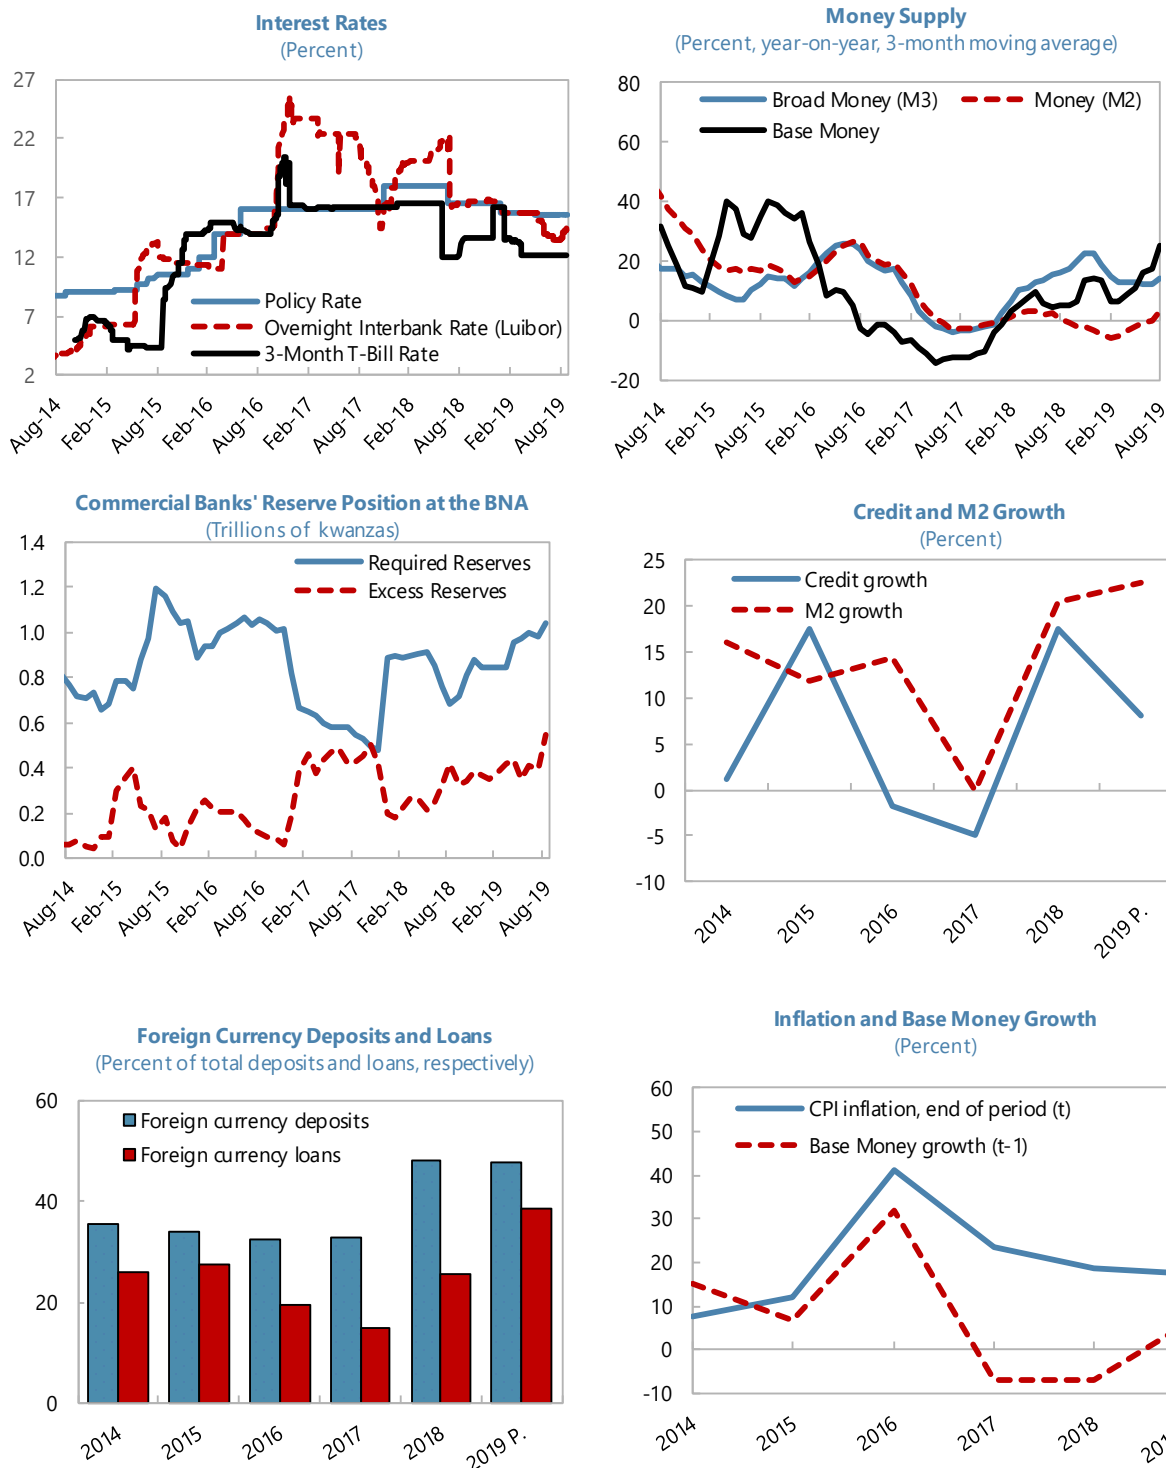 Interest Rates
(Percent)
27
22
17
12
7
2
Policy Rate
Overnight Interbank Rate (Luibor)
3-Month T-Bill Rate
Aug-14
Feb-15
Aug-15
Feb-16
Aug-16
Feb-17
Aug-17
Feb-18
Aug-18
Feb-19
Aug-19
Money Supply
(Percent, year-on-year, 3-month moving average)
80
60
40
20
0
-20
Broad Money (M3)
Money (M2)
Base Money
Aug-14
Feb-15
Aug-15
Feb-16
Aug-16
Feb-17
Aug-17
Feb-18
Aug-18
Feb-19
Aug-19
Commercial Banks' Reserve Position at the BNA
(Trillions of kwanzas)
1.4
1.2
1.0
0.8
0.6
0.4
0.2
0.0
Required Reserves
Excess Reserves
Aug-14
Feb-15
Aug-15
Feb-16
Aug-16
Feb-17
Aug-17
Feb-18
Aug-18
Feb-19
Aug-19
Credit and M2 Growth
(Percent)
25
20
15
10
5
0
-5
-10
Credit growth
M2 growth
2014
2015
2016
2017
2018
2019 P.
Foreign Currency Deposits and Loans
(Percent of total deposits and loans, respectively)
60
40
20
0
Foreign currency deposits
Foreign currency loans
2014
2015
2016
2017
2018
2019 P.
Inflation and Base Money Growth
(Percent)
60
50
40
30
20
10
0
-10
CPI inflation, end of period (t)
Base Money growth (t-1)
2014
2015
2016
2017
2018